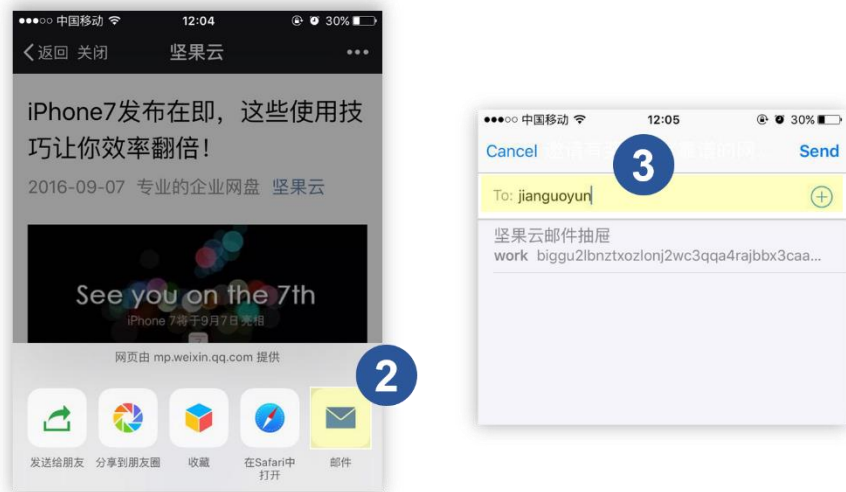 中国移动 12:04 30%
返回 关闭 坚果云
iPhone7发布在即，这些使用技
巧让你效率翻倍！
2016-09-07 专业的企业网盘 坚果云
See you on the 7th
iPhone 7将于9月7日亮相
7
网页由 mp.weixin.qq.com 提供
2
发送给朋友 分享到朋友圈 收藏 在Safari中 邮件
打开
中国移动 12:05 30%
Cancel 3 Send
To: jianguoyun
坚果云邮件抽屉
work biggu2lbnztxozlonj2wc3qqa4rajbbx3caa...